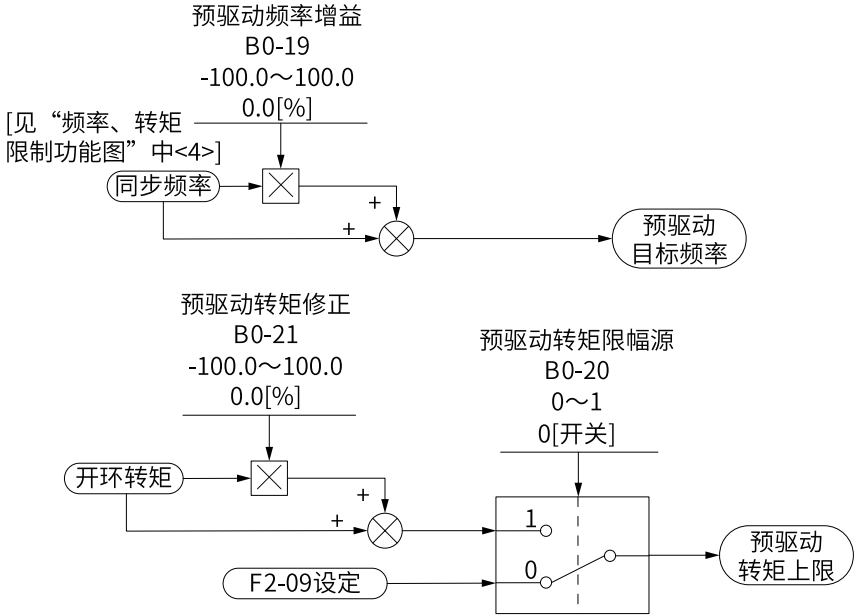 预驱动频率增益
B0-19
-100.0～100.0
0.0[%]
[见“频率、转矩
限制功能图”中<4>]
同步频率
+
+
预驱动
目标频率
预驱动转矩修正
B0-21
-100.0～100.0
0.0[%]
预驱动转矩限幅源
B0-20
0～1
0[开关]
开环转矩
+
+
1
0
F2-09设定
预驱动
转矩上限